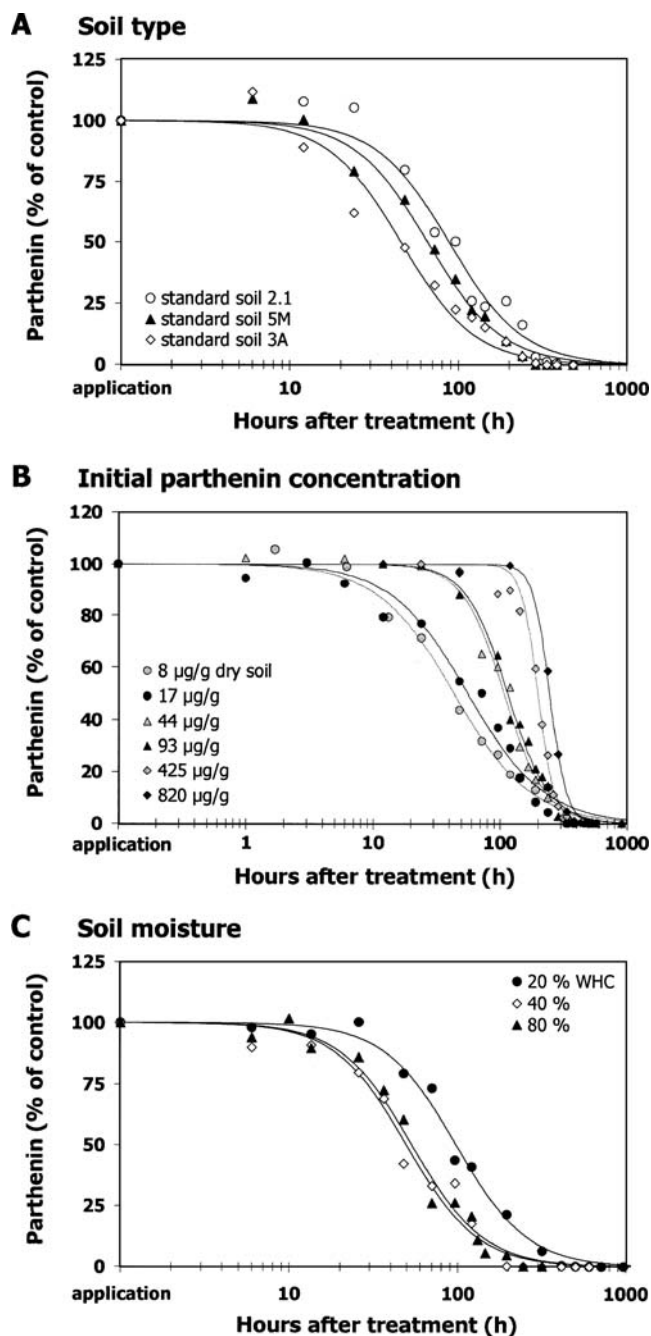 A Soil type
Parthenin (% of control)
125
100
75
50
25
0
○ standard soil 2.1
▲ standard soil 5M
◇ standard soil 3A
application 10 100 1000
Hours after treatment (h)
B Initial parthenin concentration
Parthenin (% of control)
120
100
80
60
40
20
0
8 µg/g dry soil
17 µg/g
44 µg/g
93 µg/g
425 µg/g
820 µg/g
application 1 10 100 1000
Hours after treatment (h)
C Soil moisture
Parthenin (% of control)
125
100
75
50
25
0
20 % WHC
40 %
80 %
application 10 100 1000
Hours after treatment (h)